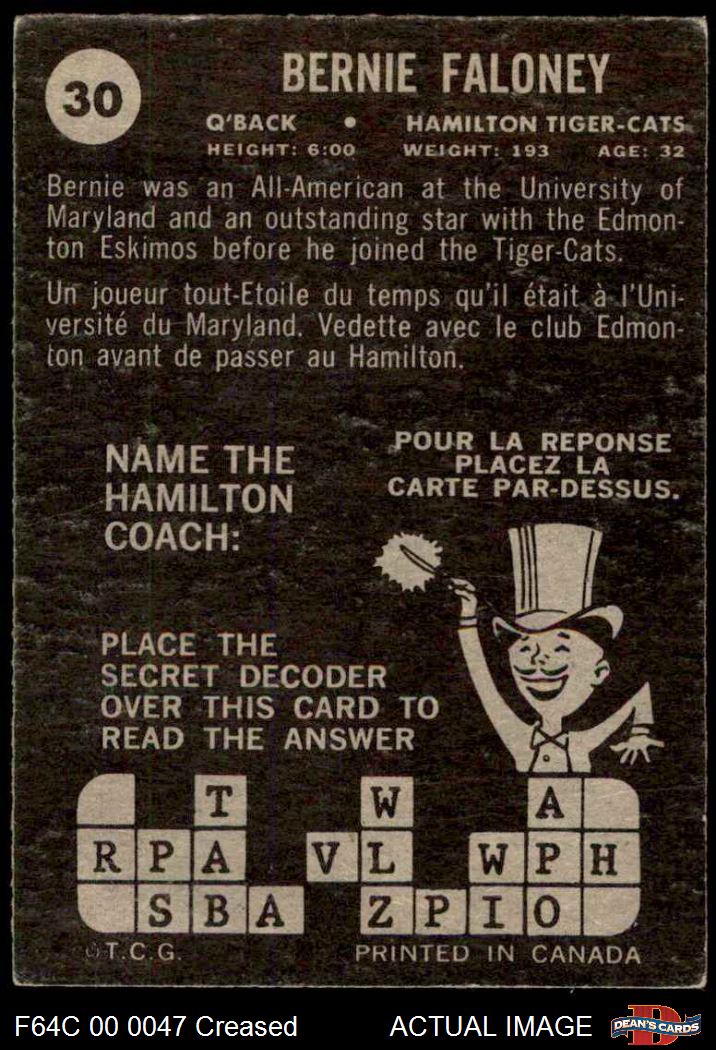 30
BERNIE FALONEY
Q'BACK • HAMILTON TIGER-CATS
HEIGHT: 6:00 WEIGHT: 193 AGE: 32
Bernie was an All-American at the University of
Maryland and an outstanding star with the Edmon-
ton Eskimos before he joined the Tiger-Cats.
Un joueur tout-Etoile du temps qu'il était à l'Uni-
versité du Maryland. Vedette avec le club Edmon-
ton avant de passer au Hamilton.
NAME THE
HAMILTON
COACH:
POUR LA REPONSE
PLACEZ LA
CARTE PAR-DESSUS.
PLACE THE
SECRET DECODER
OVER THIS CARD TO
READ THE ANSWER
T W A
R P A V L W P H
S B A Z P I O
©T.C.G. PRINTED IN CANADA
F64C 00 0047 Creased ACTUAL IMAGE
DEAN'S CARDS